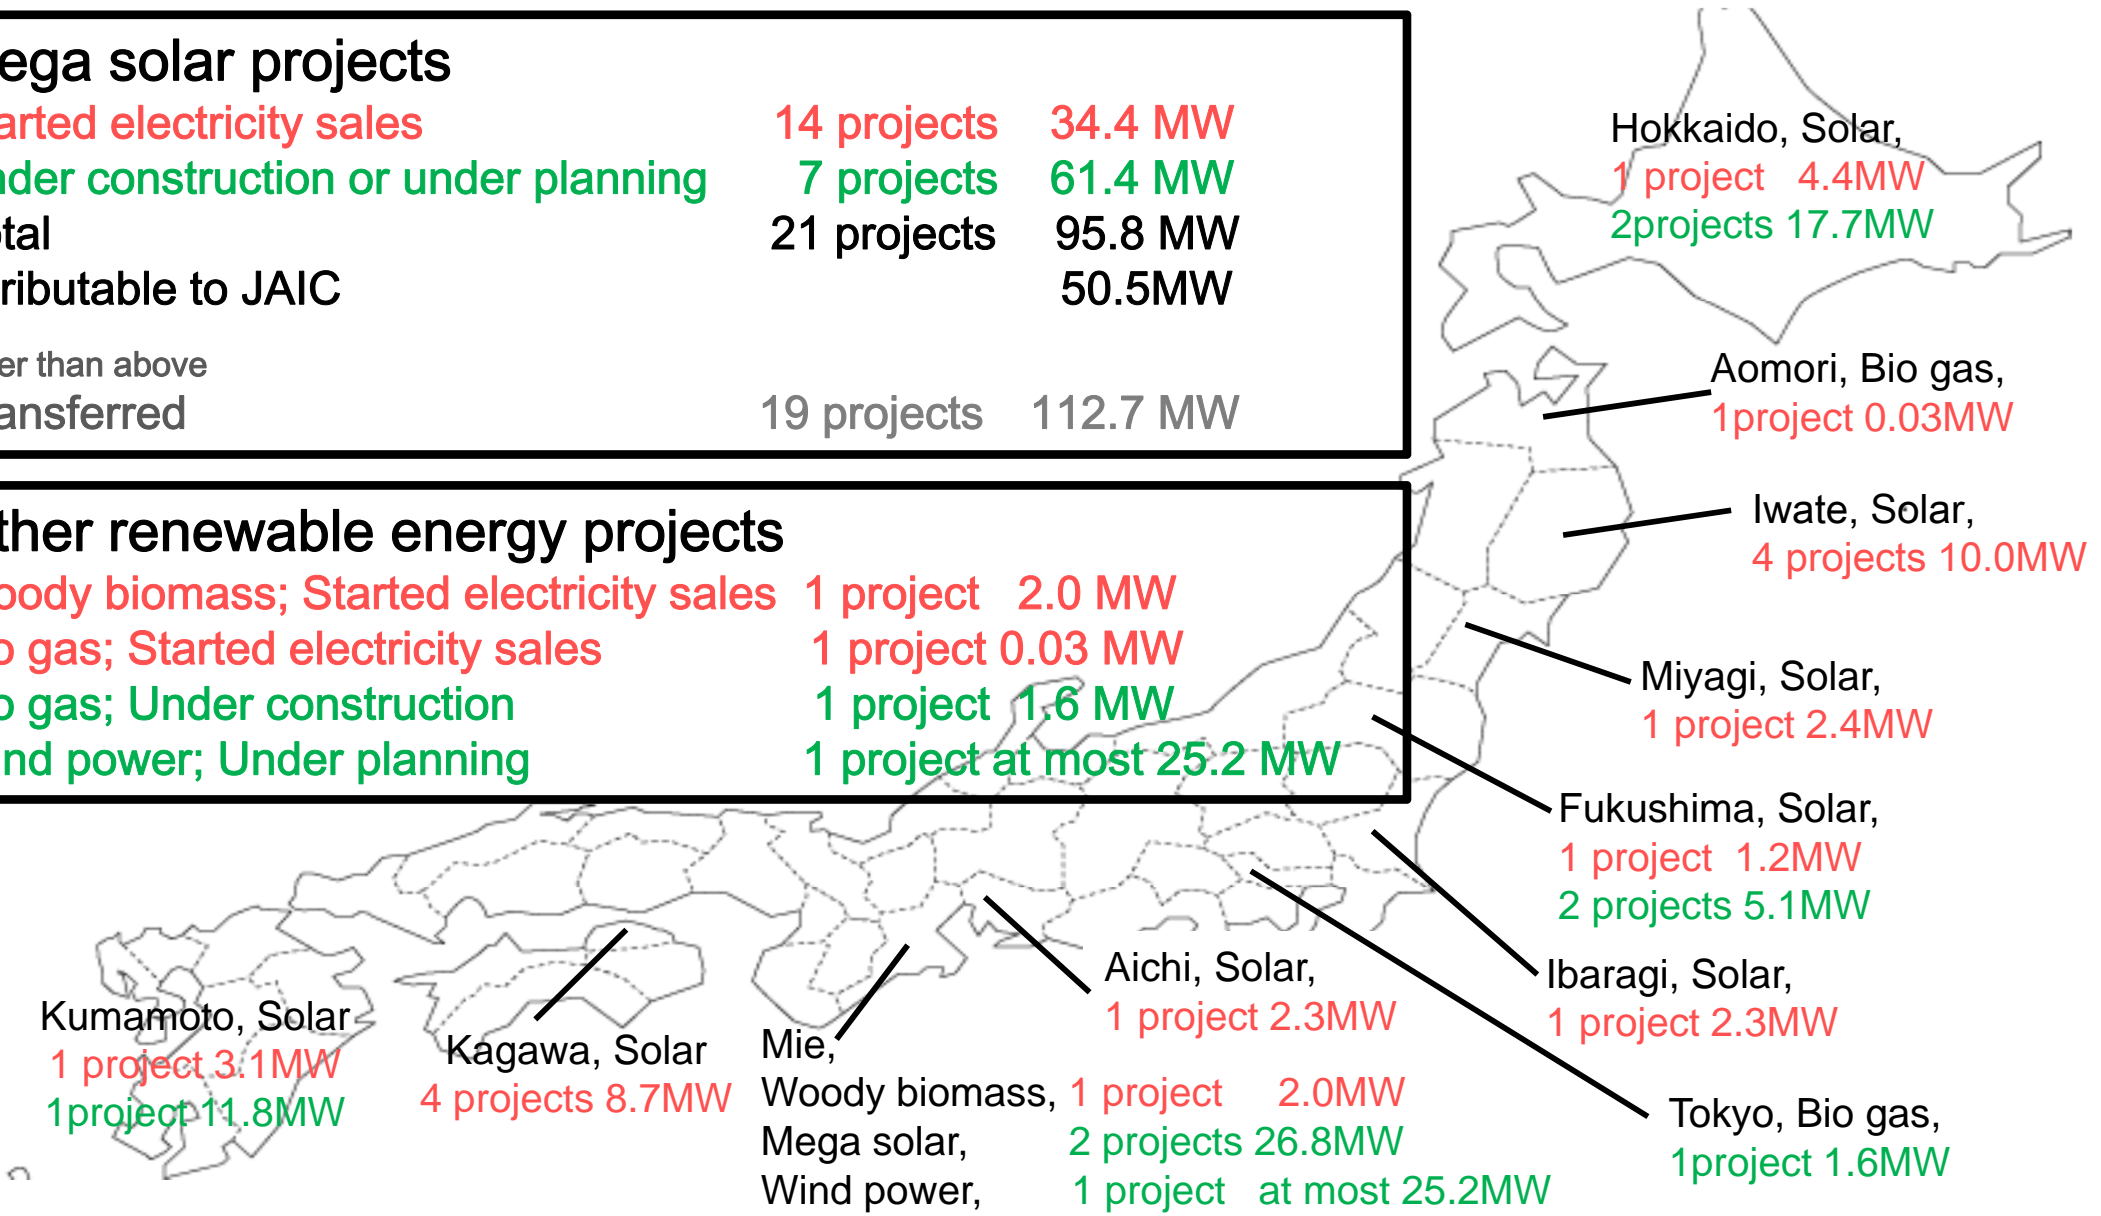 ega solar projects
arted electricity sales 14 projects 34.4 MW
nder construction or under planning 7 projects 61.4 MW
otal 21 projects 95.8 MW
ributable to JAIC 50.5MW
er than above
ansferred 19 projects 112.7 MW
ther renewable energy projects
oody biomass; Started electricity sales 1 project 2.0 MW
o gas; Started electricity sales 1 project 0.03 MW
o gas; Under construction 1 project 1.6 MW
nd power; Under planning 1 project at most 25.2 MW
Hokkaido, Solar,
1 project 4.4MW
2projects 17.7MW
Aomori, Bio gas,
1project 0.03MW
Iwate, Solar,
4 projects 10.0MW
Miyagi, Solar,
1 project 2.4MW
Fukushima, Solar,
1 project 1.2MW
2 projects 5.1MW
Ibaragi, Solar,
1 project 2.3MW
Tokyo, Bio gas,
1project 1.6MW
Aichi, Solar,
1 project 2.3MW
Mie,
Woody biomass, 1 project 2.0MW
Mega solar, 2 projects 26.8MW
Wind power, 1 project at most 25.2MW
Kagawa, Solar
4 projects 8.7MW
Kumamoto, Solar
1 project 3.1MW
1project 11.8MW